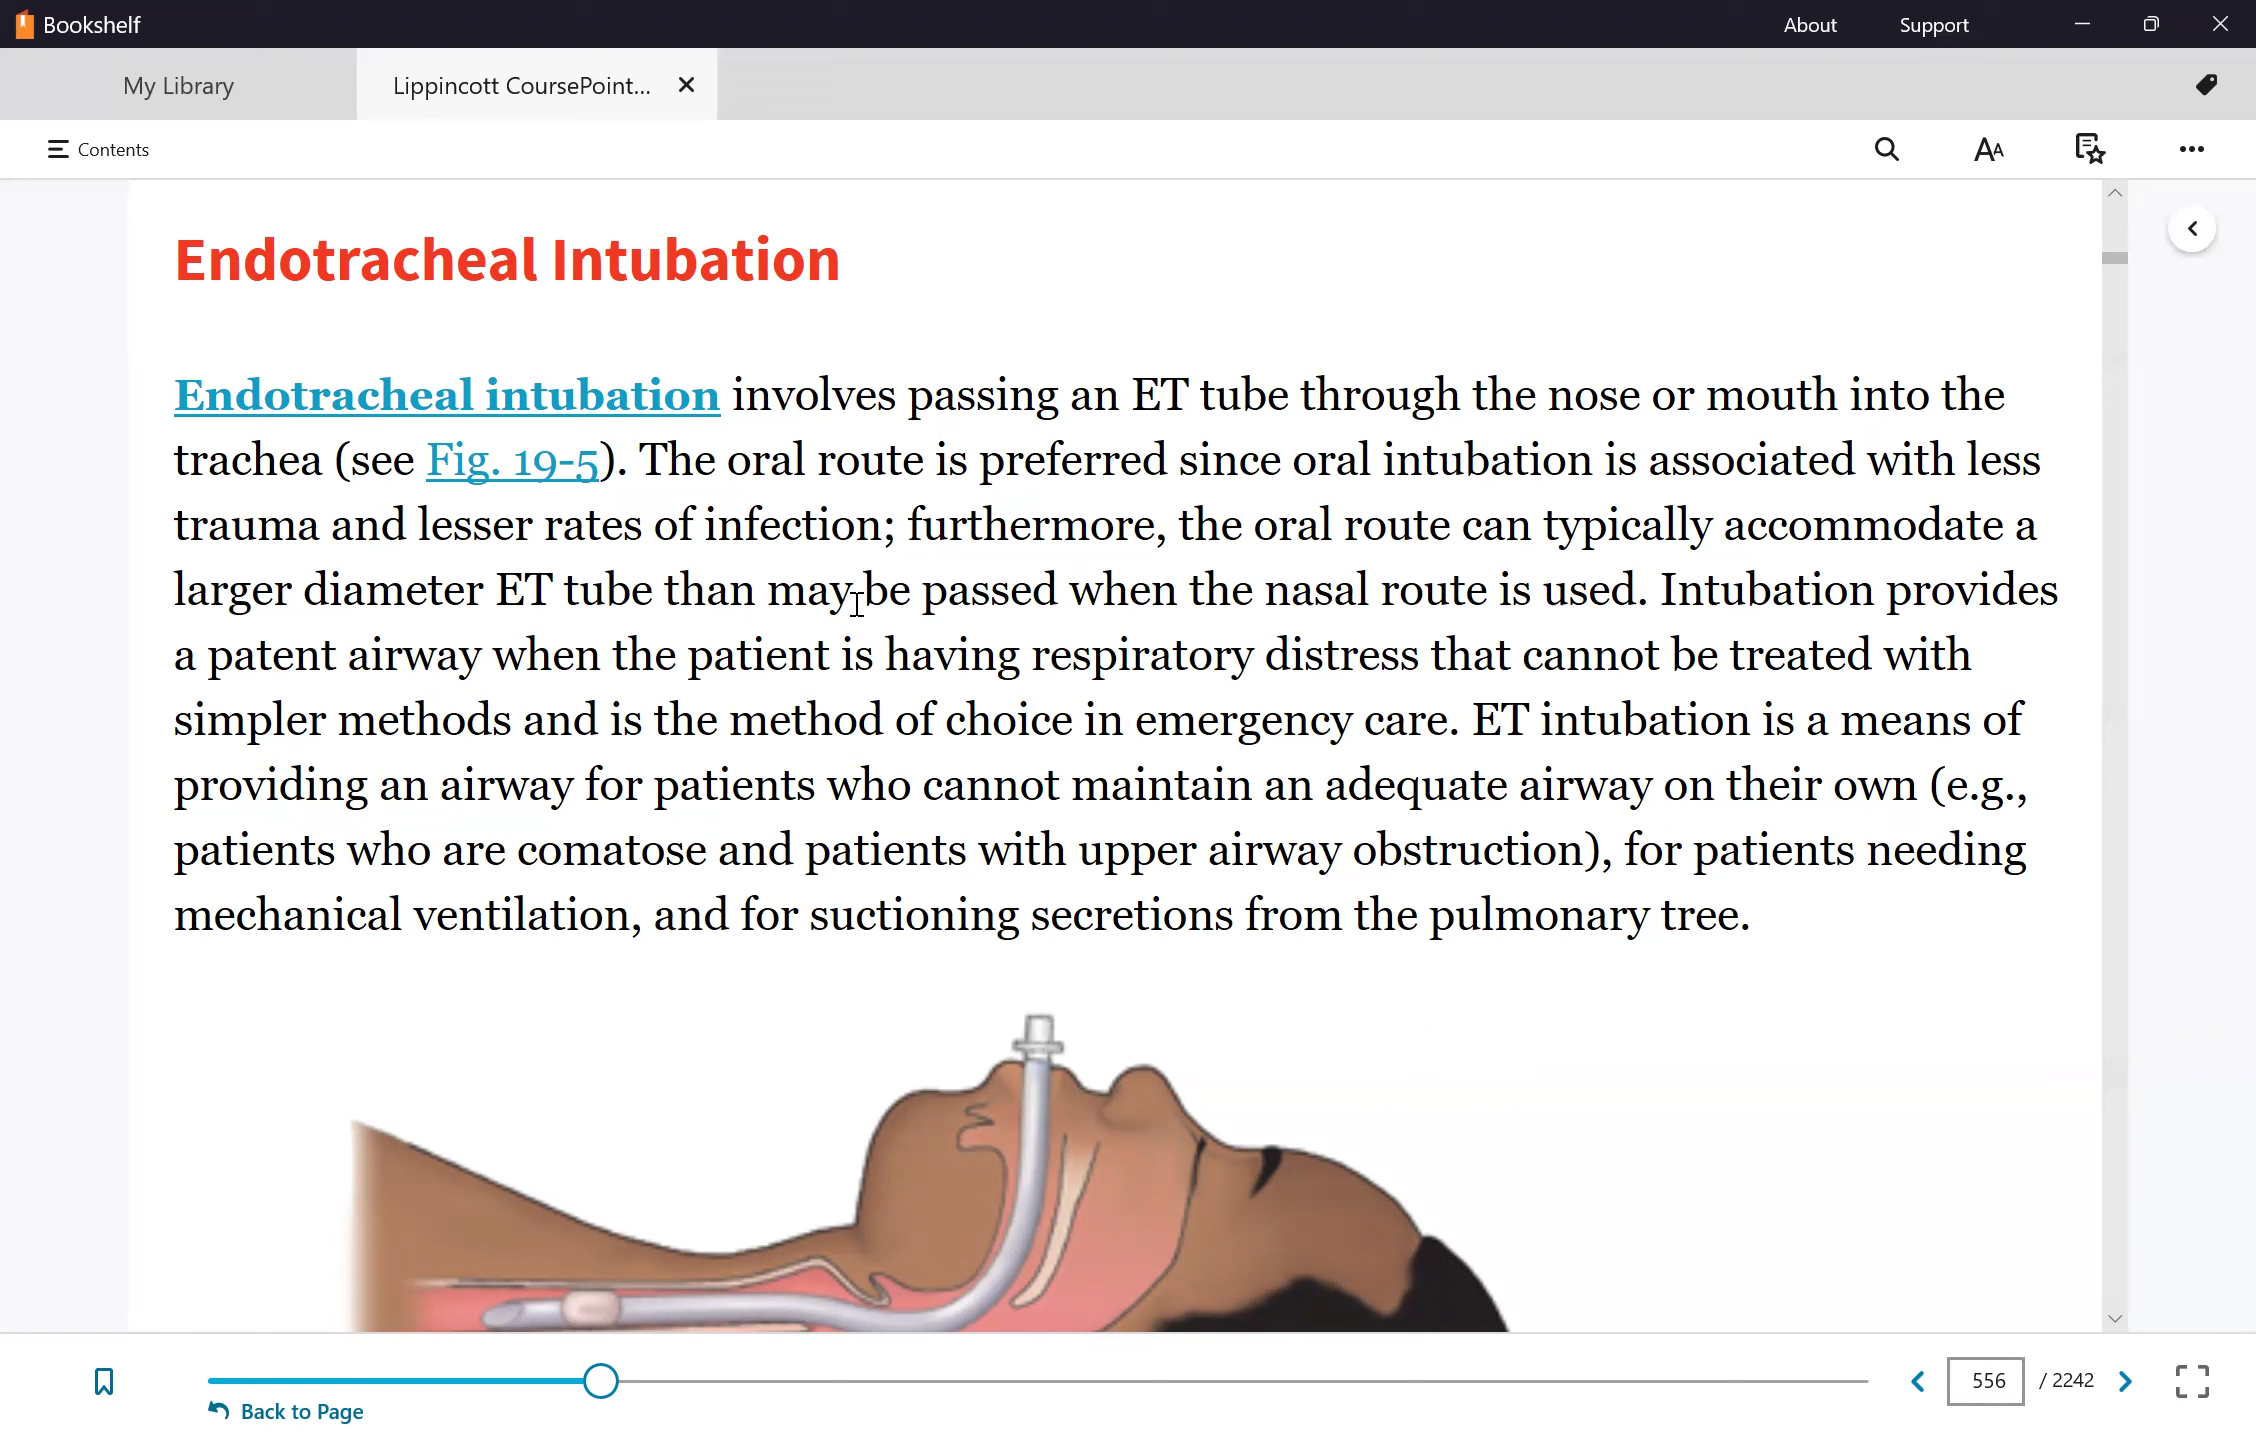 Bookshelf
About
Support
My Library
Lippincott CoursePoint...
Contents
Endotracheal Intubation
Endotracheal intubation involves passing an ET tube through the nose or mouth into the
trachea (see Fig. 19-5). The oral route is preferred since oral intubation is associated with less
trauma and lesser rates of infection; furthermore, the oral route can typically accommodate a
larger diameter ET tube than may be passed when the nasal route is used. Intubation provides
a patent airway when the patient is having respiratory distress that cannot be treated with
simpler methods and is the method of choice in emergency care. ET intubation is a means of
providing an airway for patients who cannot maintain an adequate airway on their own (e.g.,
patients who are comatose and patients with upper airway obstruction), for patients needing
mechanical ventilation, and for suctioning secretions from the pulmonary tree.
556 / 2242
Back to Page